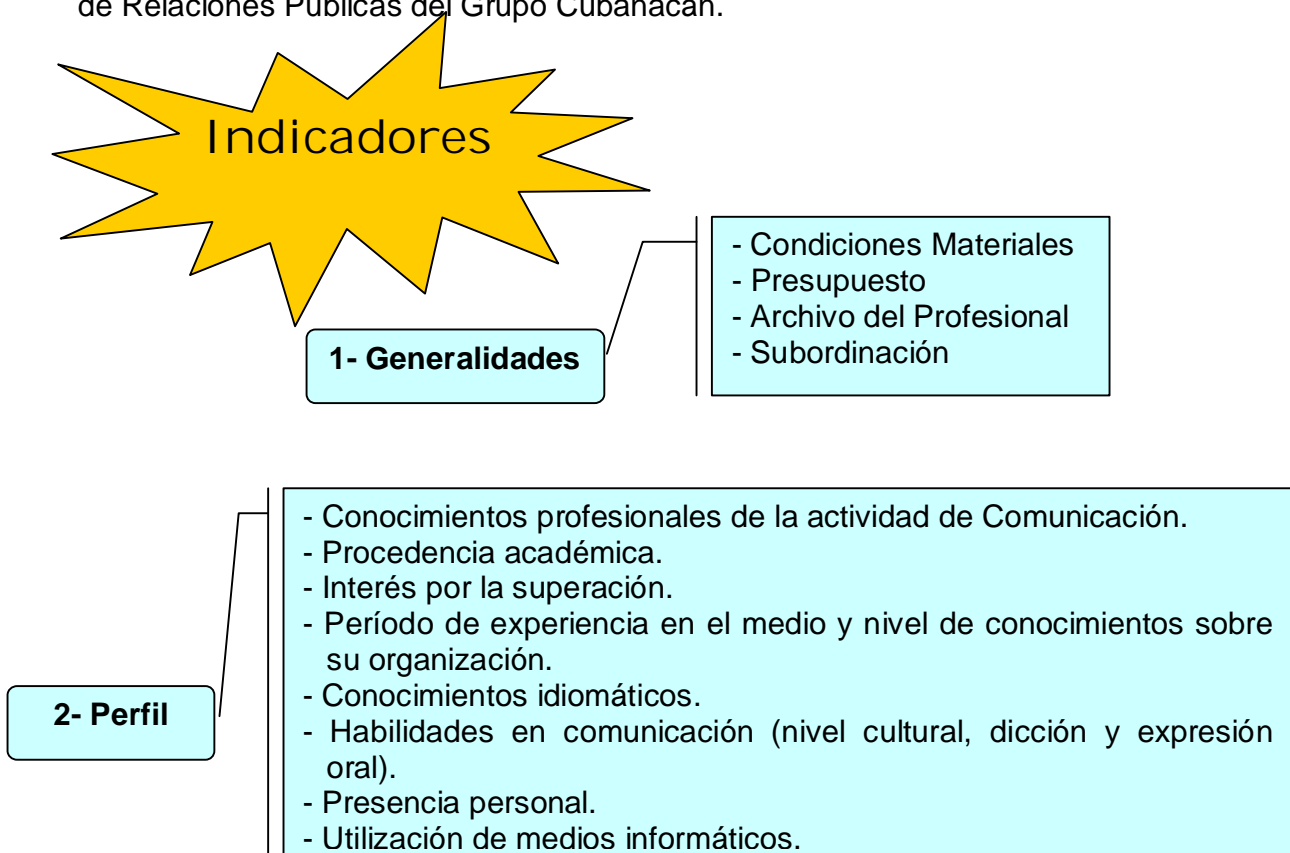 de Relaciones Públicas del Grupo Cubanacán.
Indicadores
1- Generalidades
- Condiciones Materiales
- Presupuesto
- Archivo del Profesional
- Subordinación
2- Perfil
- Conocimientos profesionales de la actividad de Comunicación.
- Procedencia académica.
- Interés por la superación.
- Período de experiencia en el medio y nivel de conocimientos sobre
su organización.
- Conocimientos idiomáticos.
- Habilidades en comunicación (nivel cultural, dicción y expresión
oral).
- Presencia personal.
- Utilización de medios informáticos.